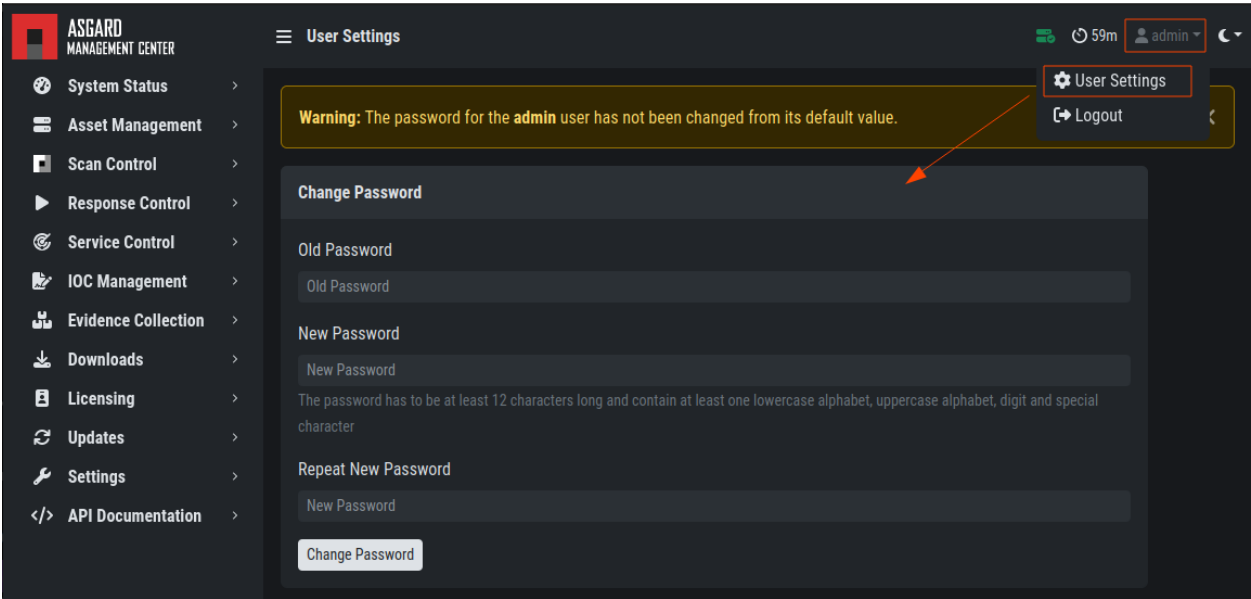 ASGARD
MANAGEMENT CENTER
User Settings
59m
admin
User Settings
Logout
System Status
Asset Management
Scan Control
Response Control
Service Control
IOC Management
Evidence Collection
Downloads
Licensing
Updates
Settings
API Documentation
Warning: The password for the admin user has not been changed from its default value.
Change Password
Old Password
Old Password
New Password
New Password
The password has to be at least 12 characters long and contain at least one lowercase alphabet, uppercase alphabet, digit and special
character
Repeat New Password
New Password
Change Password